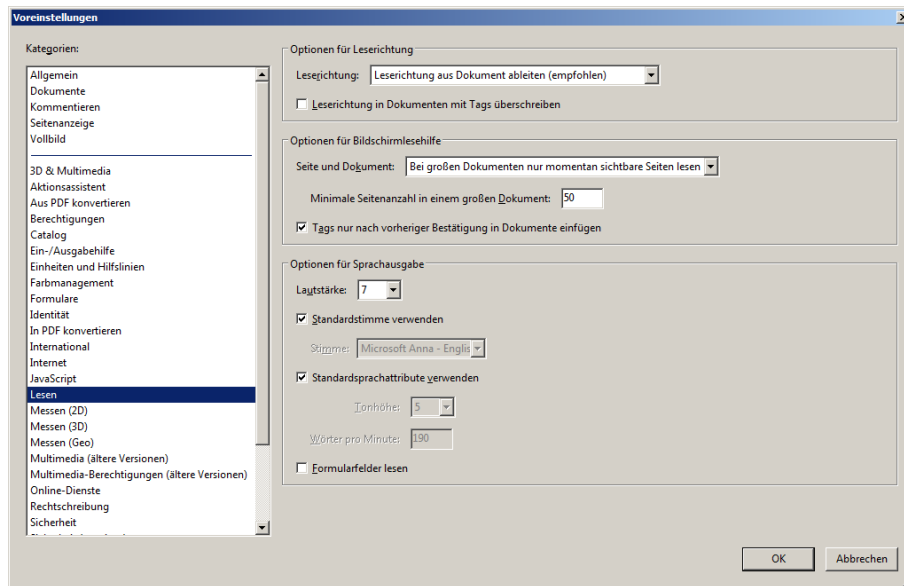 Voreinstellungen
Kategorien:
Allgemein
Dokumente
Kommentieren
Seitenanzeige
Vollbild
3D & Multimedia
Aktionsassistent
Aus PDF konvertieren
Berechtigungen
Catalog
Ein-/Ausgabehilfe
Einheiten und Hilfslinien
Farbmanagement
Formulare
Identität
In PDF konvertieren
International
Internet
JavaScript
Lesen
Messen (2D)
Messen (3D)
Messen (Geo)
Multimedia (ältere Versionen)
Multimedia-Berechtigungen (ältere Versionen)
Online-Dienste
Rechtschreibung
Sicherheit
Optionen für Leserichtung
Leserichtung: Leserichtung aus Dokument ableiten (empfohlen)
Leserichtung in Dokumenten mit Tags überschreiben
Optionen für Bildschirmlesehilfe
Seite und Dokument: Bei großen Dokumenten nur momentan sichtbare Seiten lesen
Minimale Seitenanzahl in einem großen Dokument: 50
Tags nur nach vorheriger Bestätigung in Dokumente einfügen
Optionen für Sprachausgabe
Lautstärke: 7
Standardstimme verwenden
Stimme: Microsoft Anna - Englis
Standardsprachattribute verwenden
Tonhöhe: 5
Wörter pro Minute: 190
Formularfelder lesen
OK Abbrechen